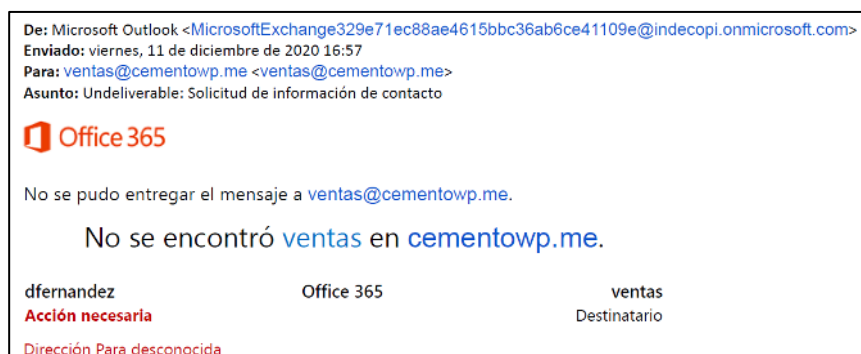 De: Microsoft Outlook <MicrosoftExchange329e71ec88ae4615bbc36ab6ce41109e@indecopi.onmicrosoft.com>
Enviado: viernes, 11 de diciembre de 2020 16:57
Para: ventas@cementowp.me <ventas@cementowp.me>
Asunto: Undeliverable: Solicitud de información de contacto
Office 365
No se pudo entregar el mensaje a ventas@cementowp.me.
No se encontró ventas en cementowp.me.
dfernandez Office 365 ventas
Acción necesaria Destinatario
Dirección Para desconocida